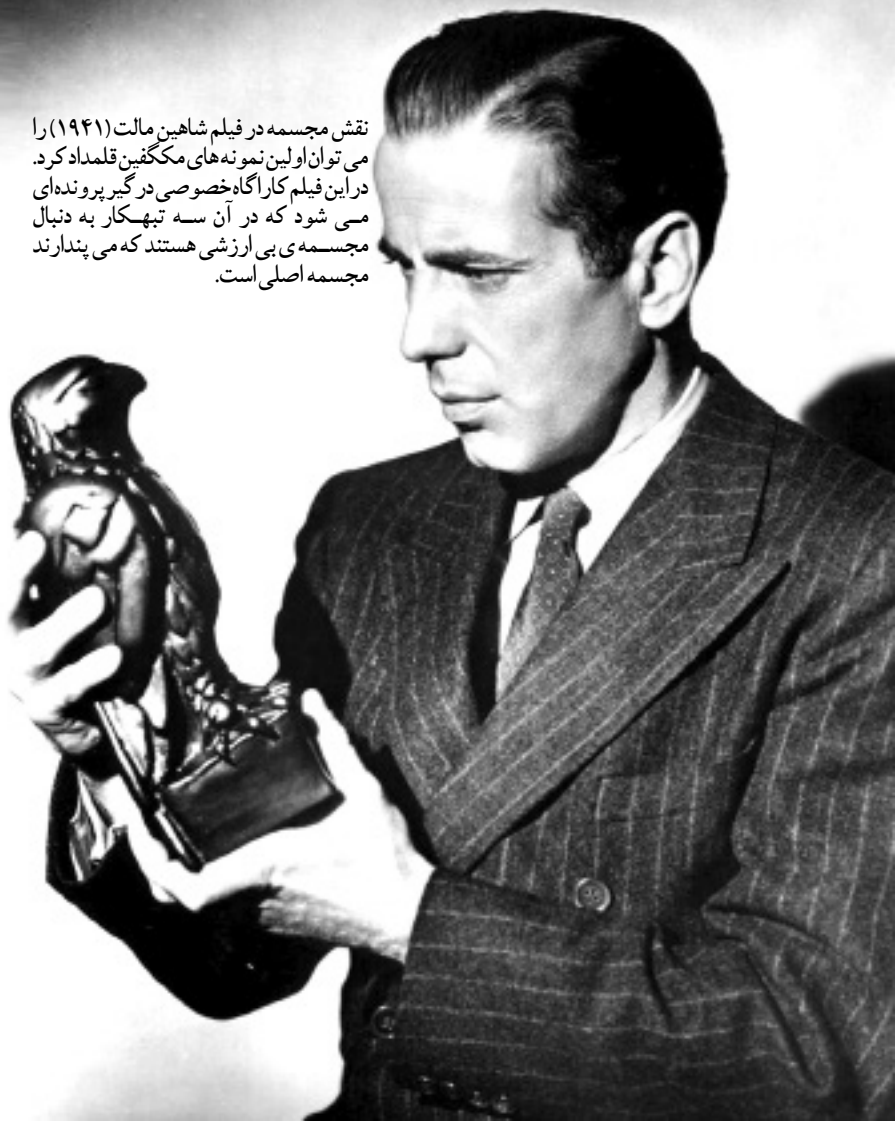 نقش مجسمه در فیلم شاهین مالت (۱۹۴۱) را
می توان اولین نمونه های مکگفین قلمداد کرد.
در این فیلم کاراگاه خصوصی درگیر پرونده‌ای
می شود که در آن سه تبهکار به دنبال
مجسمه ی بی ارزشی هستند که می پندارند
مجسمه اصلی است.